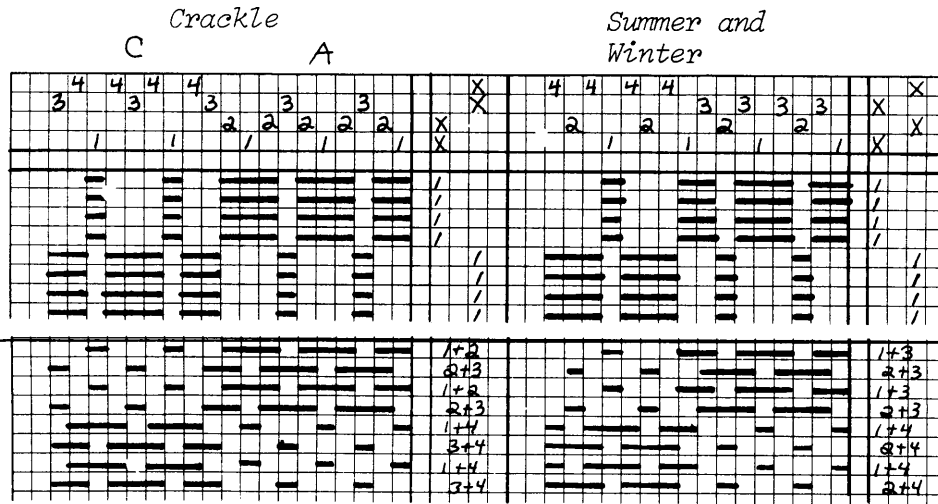 Crackle
Summer and
Winter
C A
4 4 4 4 X 4 4 4 4 X
3 3 3 3 3 X 3 3 3 3 X
2 2 2 2 2 X 2 2 2 2 X
1 1 1 1 1 X 1 1 1 1 X
/ /
/ /
/ /
/ /
/ /
/ /
/ /
/ /
1+2 1+3
2+3 2+3
1+2 1+3
2+3 2+3
1+4 1+4
3+4 2+4
1+4 1+4
3+4 2+4